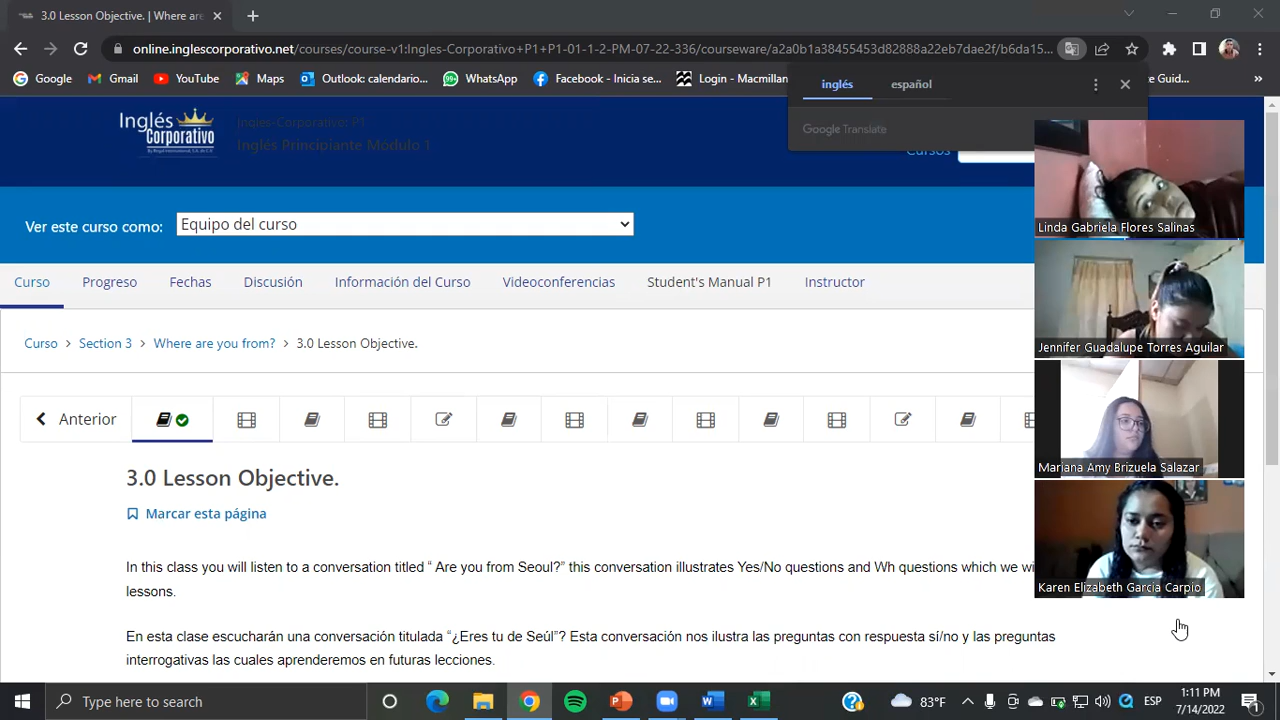 3.0 Lesson Objective. | Where are
online.inglescorporativo.net/courses/course-v1:Ingles-Corporativo+P1+P1-01-1-2-PM-07-22-336/courseware/a2a0b1a38455453d82888a22eb7dae2f/b6da15...
Google Gmail YouTube Maps Outlook: calendario... 99+ WhatsApp Facebook - Inicia se... Login - Macmillan
inglés español
Google Translate
Inglés
Corporativo
Ingles-Corporativo: P1
Inglés Principiante Módulo 1
Cursos
Ver este curso como: Equipo del curso
Curso Progreso Fechas Discusión Información del Curso Videoconferencias Student's Manual P1 Instructor
Curso > Section 3 > Where are you from? > 3.0 Lesson Objective.
Anterior
3.0 Lesson Objective.
Marcar esta página
In this class you will listen to a conversation titled “ Are you from Seoul?” this conversation illustrates Yes/No questions and Wh questions which we wi
lessons.
En esta clase escucharán una conversación titulada “¿Eres tu de Seúl”? Esta conversación nos ilustra las preguntas con respuesta sí/no y las preguntas
interrogativas las cuales aprenderemos en futuras lecciones.
Linda Gabriela Flores Salinas
Jennifer Guadalupe Torres Aguilar
Mariana Amy Brizuela Salazar
Karen Elizabeth Garcia Carpio
Type here to search
83°F
ESP
1:11 PM
7/14/2022